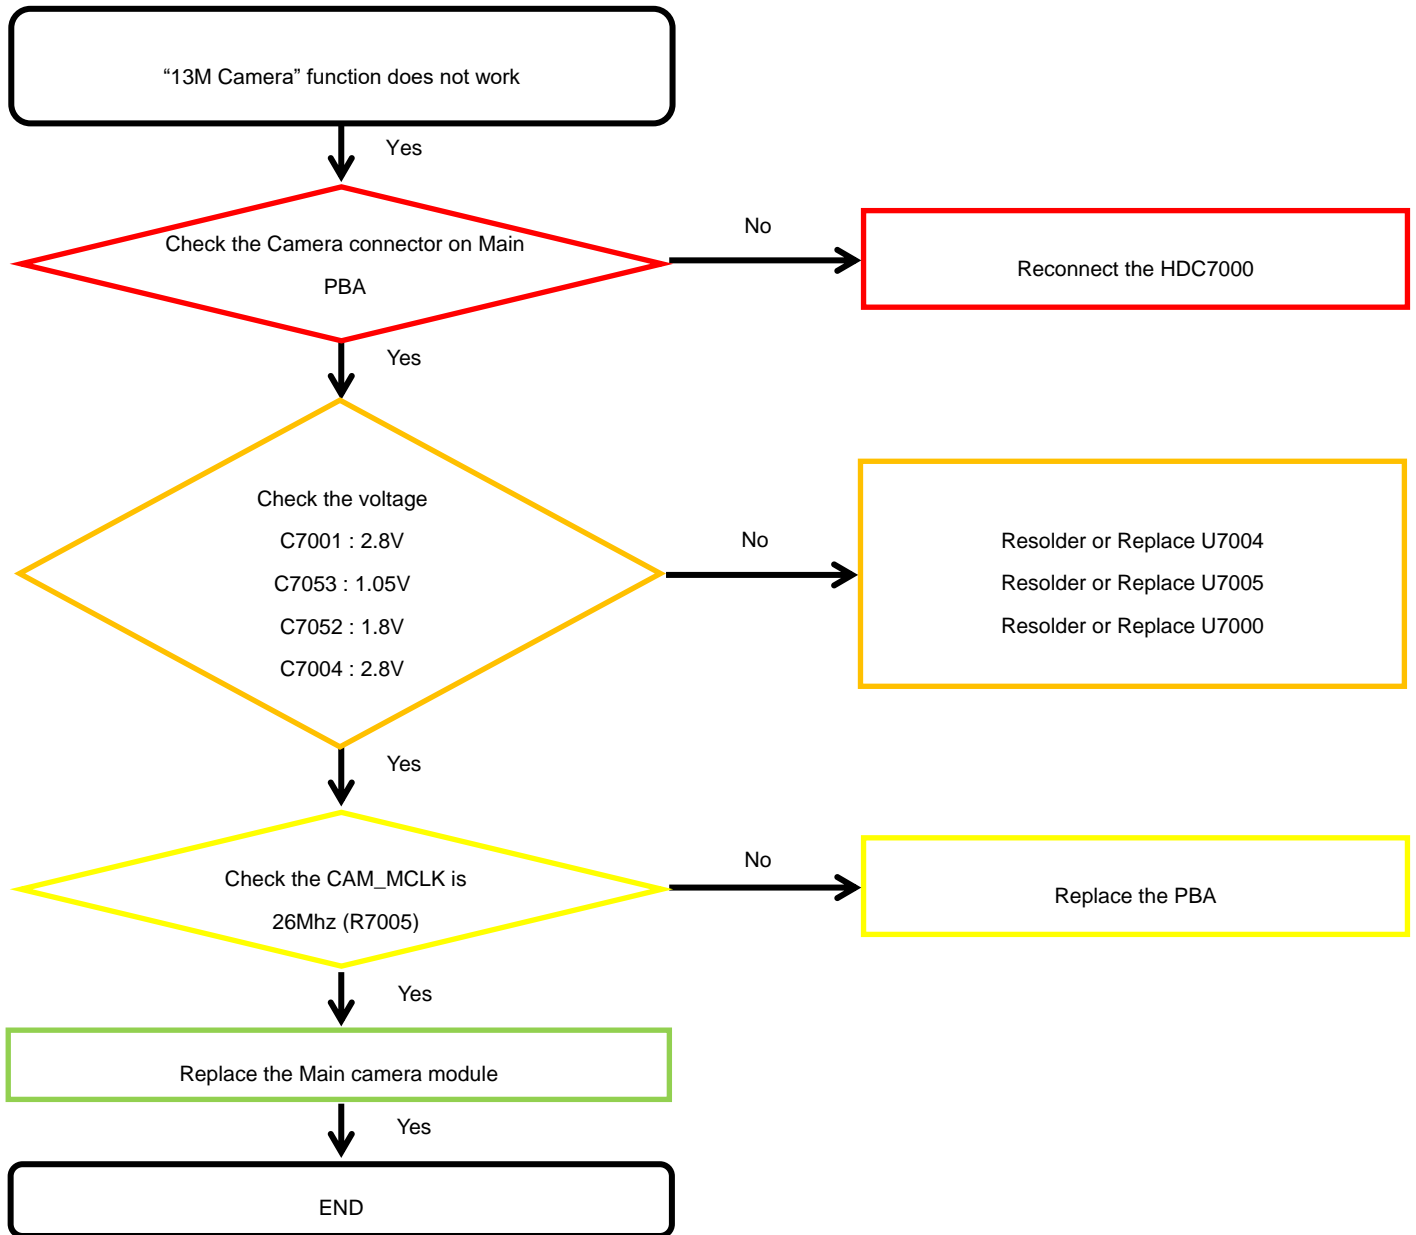 “13M Camera” function does not work
Yes
Check the Camera connector on Main
PBA
No
Reconnect the HDC7000
Yes
Check the voltage
C7001 : 2.8V
C7053 : 1.05V
C7052 : 1.8V
C7004 : 2.8V
No
Resolder or Replace U7004
Resolder or Replace U7005
Resolder or Replace U7000
Yes
Check the CAM_MCLK is
26Mhz (R7005)
No
Replace the PBA
Yes
Replace the Main camera module
Yes
END